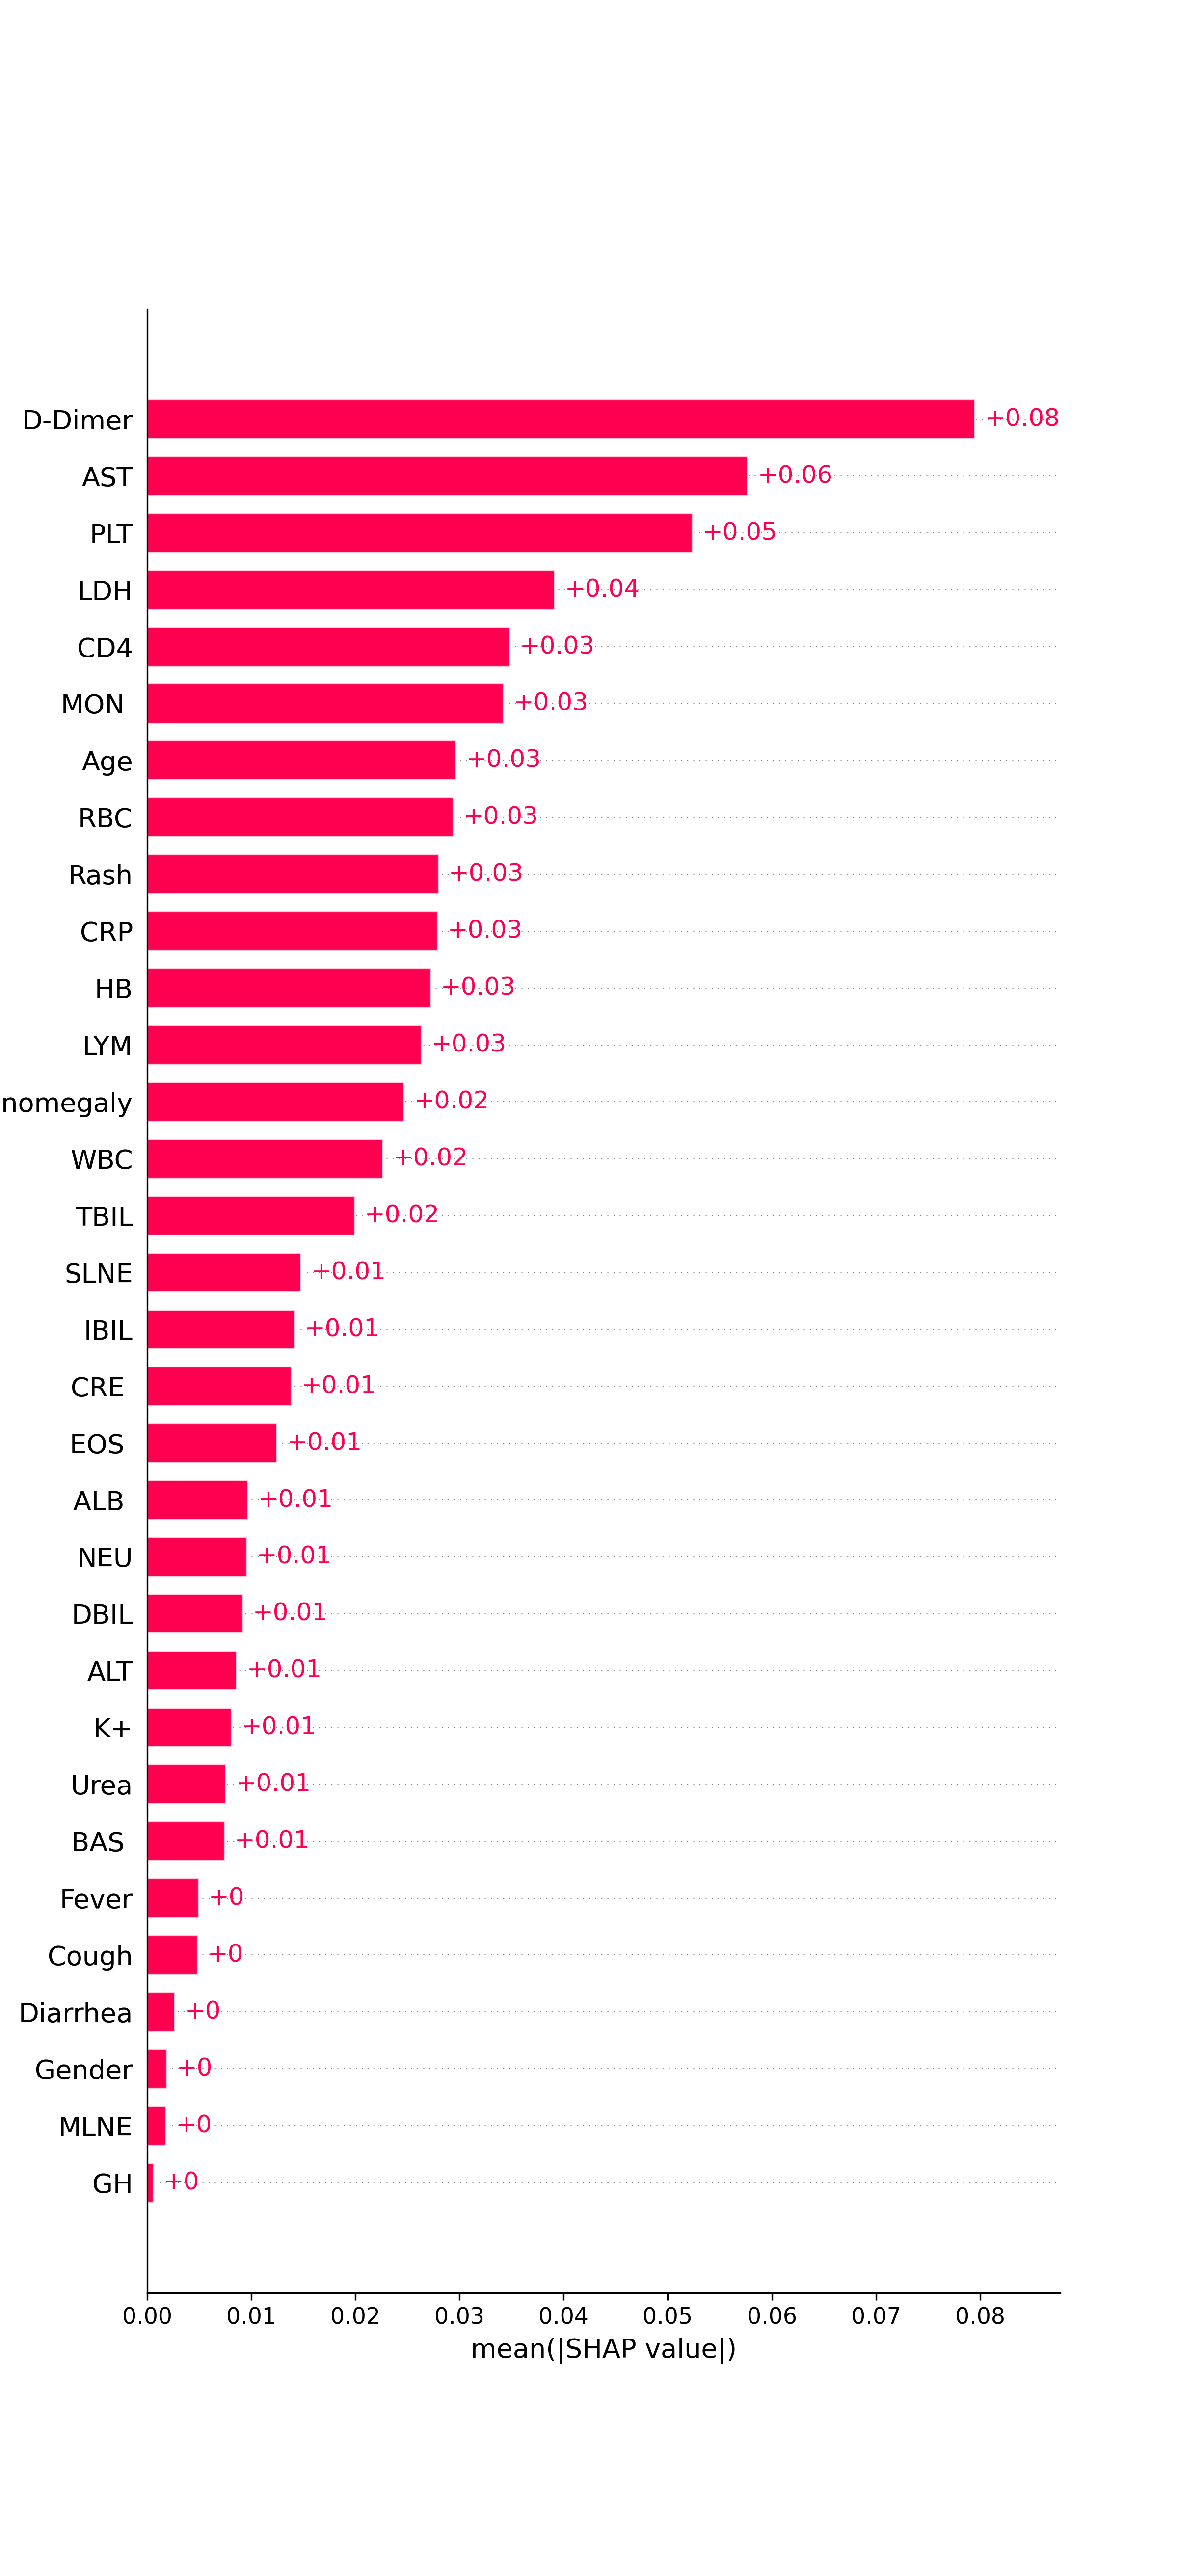 D-Dimer +0.08
AST +0.06
PLT +0.05
LDH +0.04
CD4 +0.03
MON +0.03
Age +0.03
RBC +0.03
Rash +0.03
CRP +0.03
HB +0.03
LYM +0.03
nomegaly +0.02
WBC +0.02
TBIL +0.02
SLNE +0.01
IBIL +0.01
CRE +0.01
EOS +0.01
ALB +0.01
NEU +0.01
DBIL +0.01
ALT +0.01
K+ +0.01
Urea +0.01
BAS +0.01
Fever +0
Cough +0
Diarrhea +0
Gender +0
MLNE +0
GH +0
0.00 0.01 0.02 0.03 0.04 0.05 0.06 0.07 0.08
mean(|SHAP value|)